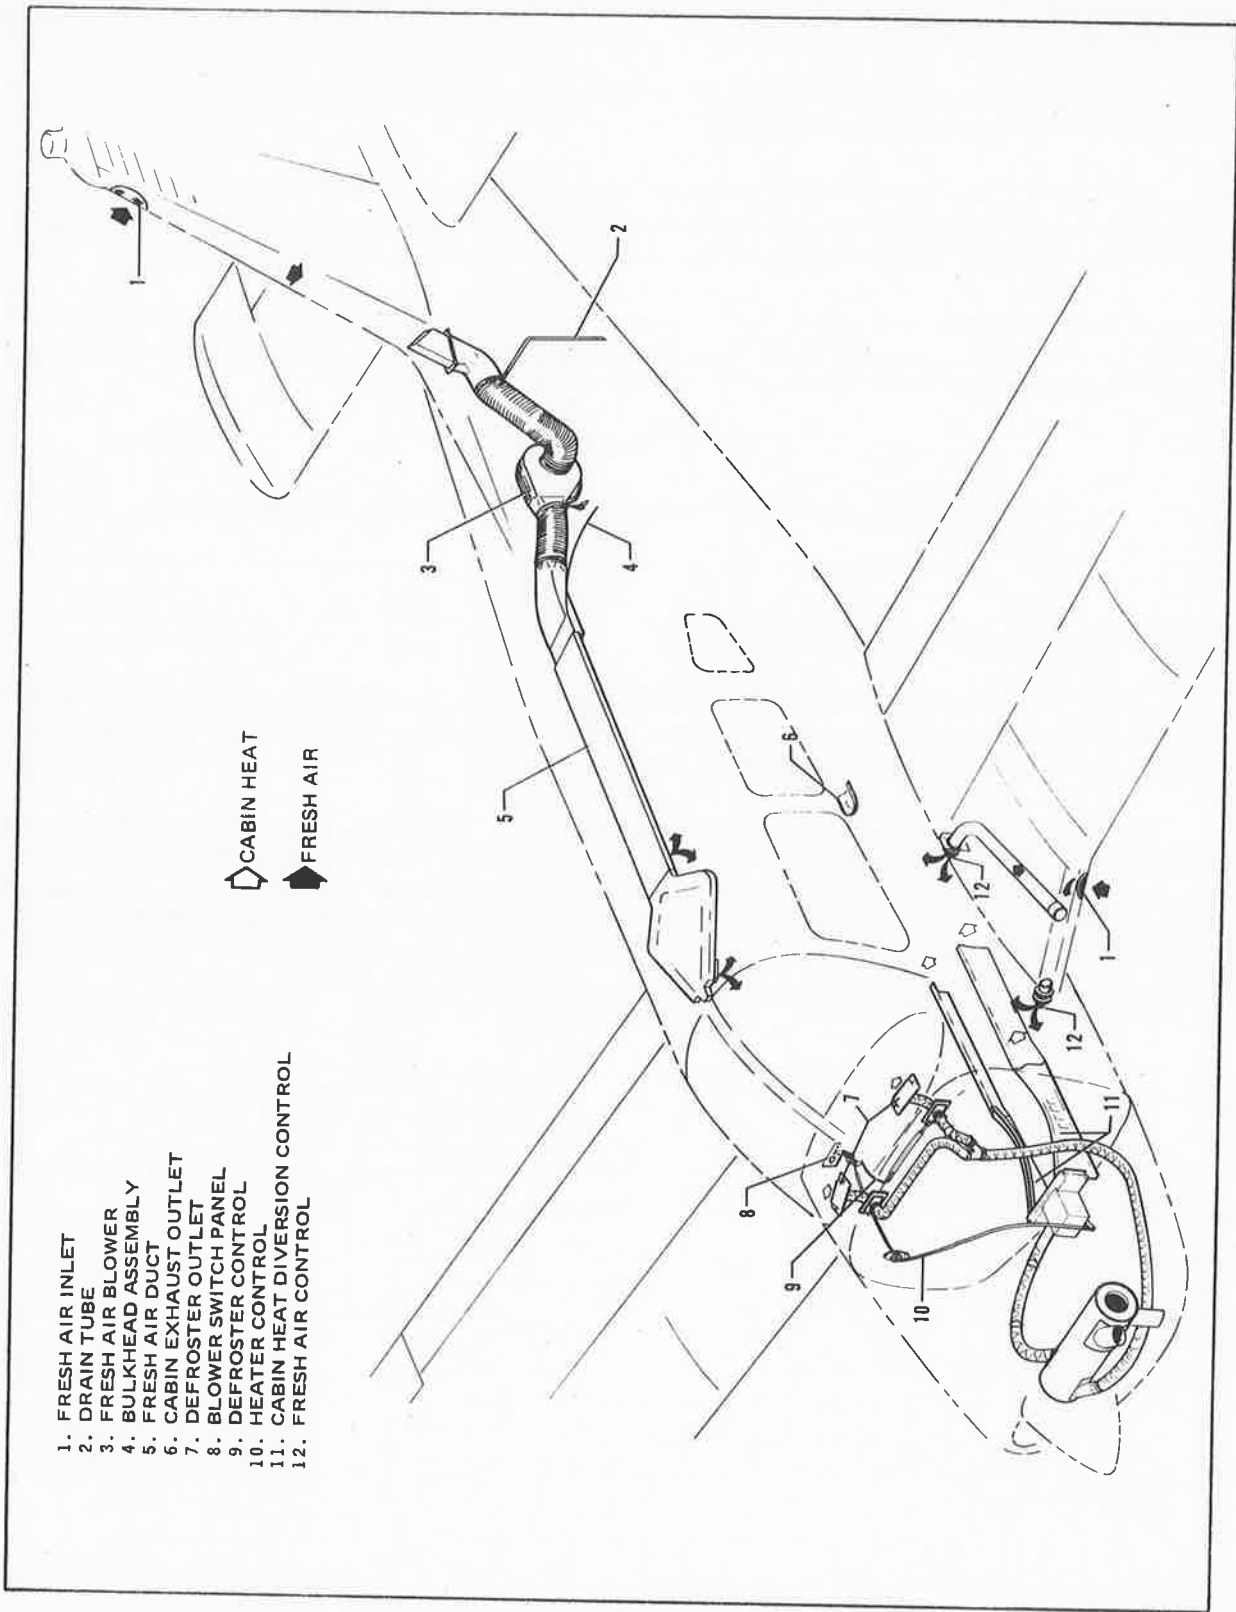 1. FRESH AIR INLET
2. DRAIN TUBE
3. FRESH AIR BLOWER
4. BULKHEAD ASSEMBLY
5. FRESH AIR DUCT
6. CABIN EXHAUST OUTLET
7. DEFROSTER OUTLET
8. BLOWER SWITCH PANEL
9. DEFROSTER CONTROL
10. HEATER CONTROL
11. CABIN HEAT DIVERSION CONTROL
12. FRESH AIR CONTROL
CABIN HEAT
FRESH AIR
1
2
3
4
5
6
7
8
9
10
11
12
12
1